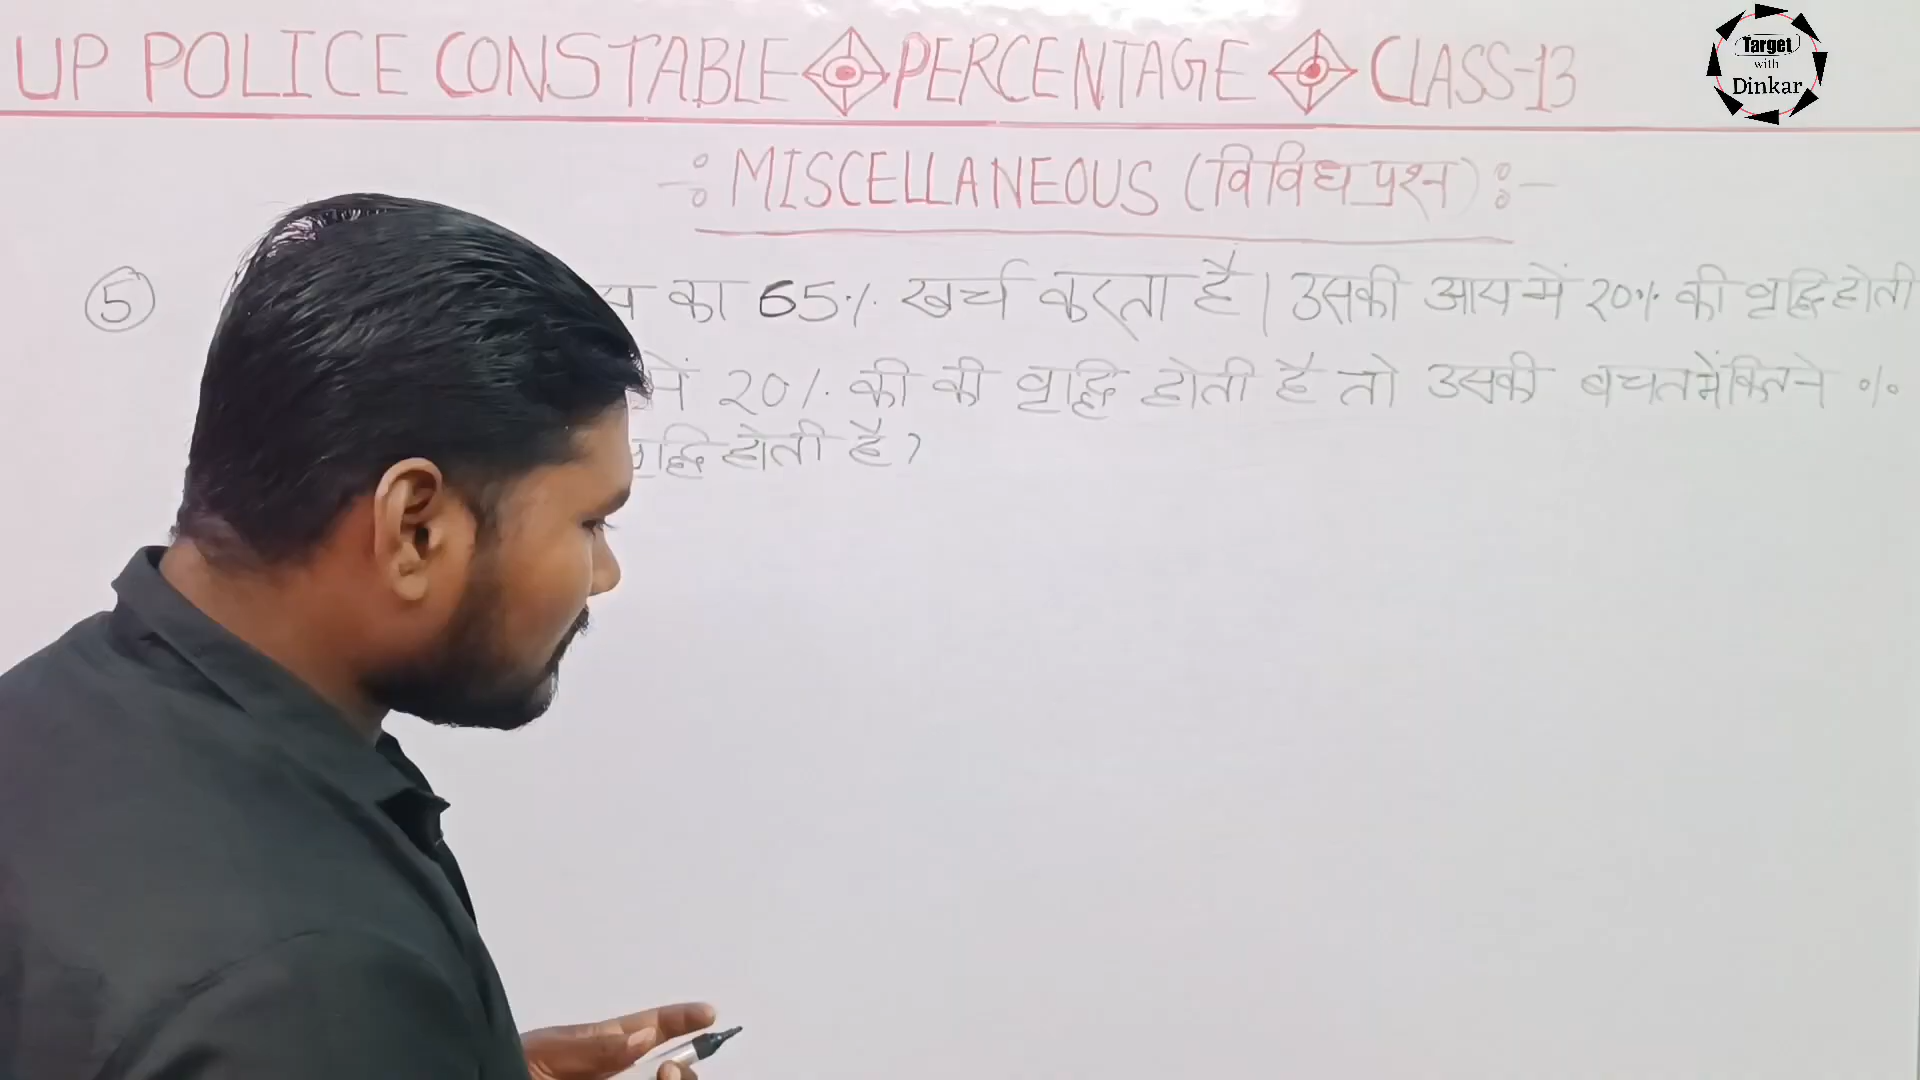 UP POLICE CONSTABLE PERCENTAGE CLASS-13
Target
with
Dinkar
-: MISCELLANEOUS (विविध प्रश्न) :-
5 का 65% खर्च करता है। उसकी आय में 20% की वृद्धि होती
में 20% की की वृद्धि होती है तो उसकी बचत में कितने %
वृद्धि होती है?